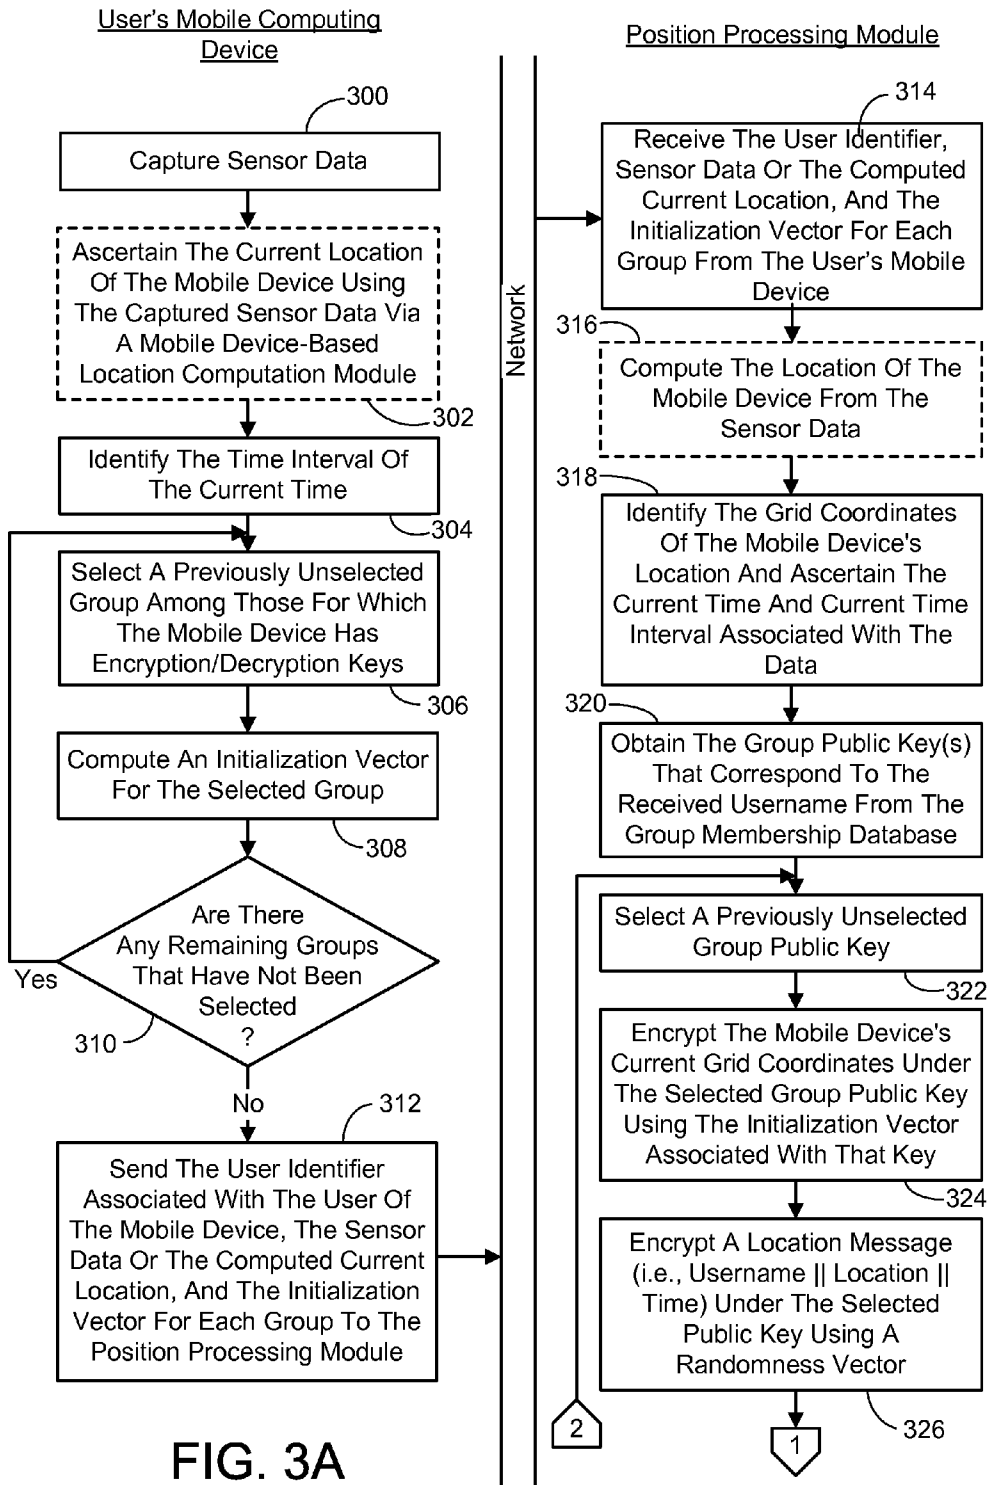 User's Mobile Computing
Device
300
Capture Sensor Data
Ascertain The Current Location
Of The Mobile Device Using
The Captured Sensor Data Via
A Mobile Device-Based
Location Computation Module
302
Identify The Time Interval Of
The Current Time
304
Select A Previously Unselected
Group Among Those For Which
The Mobile Device Has
Encryption/Decryption Keys
306
Compute An Initialization Vector
For The Selected Group
308
Are There
Any Remaining Groups
That Have Not Been
Selected
?
Yes
310
No
312
Send The User Identifier
Associated With The User Of
The Mobile Device, The Sensor
Data Or The Computed Current
Location, And The Initialization
Vector For Each Group To The
Position Processing Module
FIG. 3A
Network
Position Processing Module
314
Receive The User Identifier,
Sensor Data Or The Computed
Current Location, And The
Initialization Vector For Each
Group From The User's Mobile
Device
316
Compute The Location Of The
Mobile Device From The
Sensor Data
318
Identify The Grid Coordinates
Of The Mobile Device's
Location And Ascertain The
Current Time And Current Time
Interval Associated With The
Data
320
Obtain The Group Public Key(s)
That Correspond To The
Received Username From The
Group Membership Database
Select A Previously Unselected
Group Public Key
322
Encrypt The Mobile Device's
Current Grid Coordinates Under
The Selected Group Public Key
Using The Initialization Vector
Associated With That Key
324
Encrypt A Location Message
(i.e., Username || Location ||
Time) Under The Selected
Public Key Using A
Randomness Vector
326
2
1